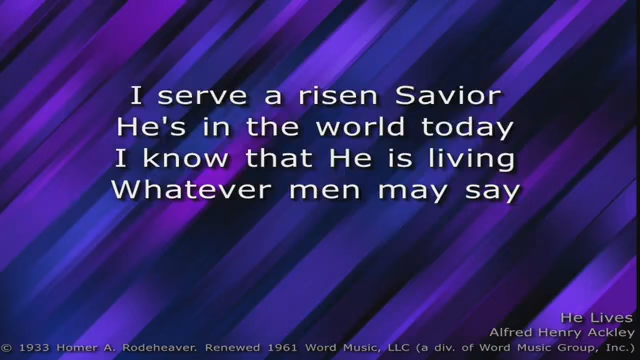 I serve a risen Savior
He's in the world today
I know that He is living
Whatever men may say
He Lives
Alfred Henry Ackley
© 1933 Homer A. Rodeheaver. Renewed 1961 Word Music, LLC (a div. of Word Music Group, Inc.)